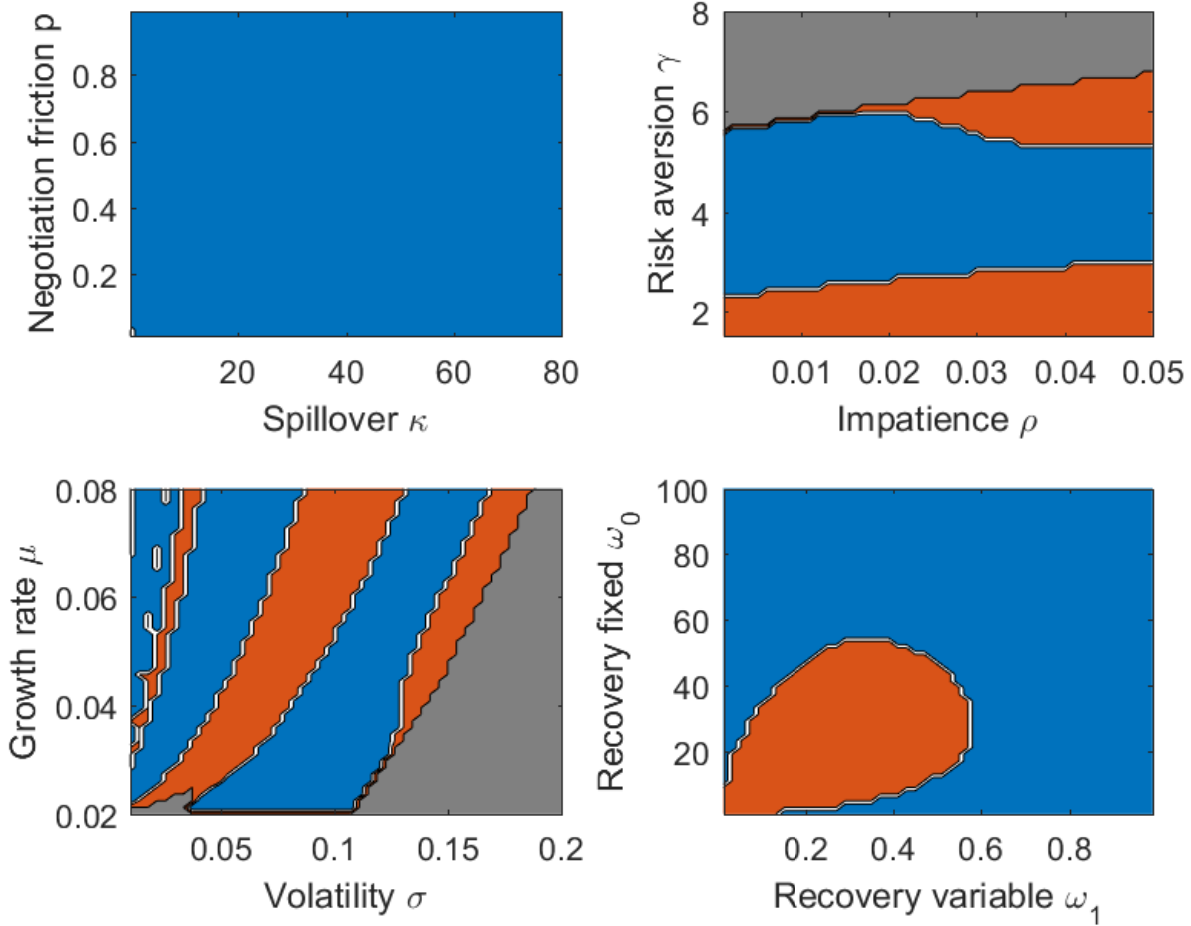 Negotiation friction p
0.8
0.6
0.4
0.2
20 40 60 80
Spillover κ
Risk aversion γ
8
6
4
2
0.01 0.02 0.03 0.04 0.05
Impatience ρ
Growth rate μ
0.08
0.06
0.04
0.02
0.05 0.1 0.15 0.2
Volatility σ
Recovery fixed ω₀
100
80
60
40
20
0.2 0.4 0.6 0.8
Recovery variable ω₁